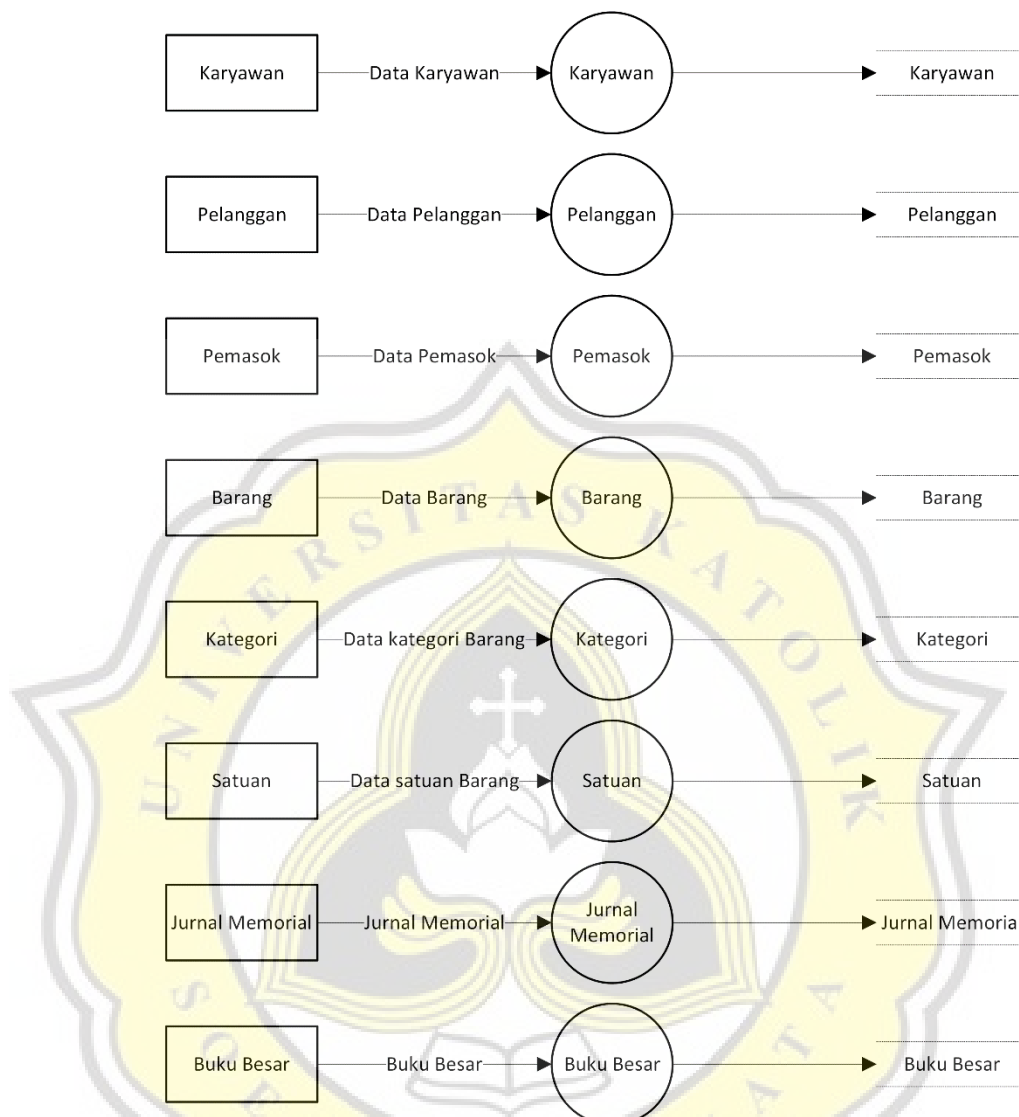 Karyawan Data Karyawan Karyawan Karyawan
Pelanggan Data Pelanggan Pelanggan Pelanggan
Pemasok Data Pemasok Pemasok Pemasok
Barang Data Barang Barang Barang
Kategori Data kategori Barang Kategori Kategori
Satuan Data satuan Barang Satuan Satuan
Jurnal Memorial Jurnal Memorial Jurnal
Memorial Jurnal Memoria
Buku Besar Buku Besar Buku Besar Buku Besar
UNIVERSITAS KATOLIK